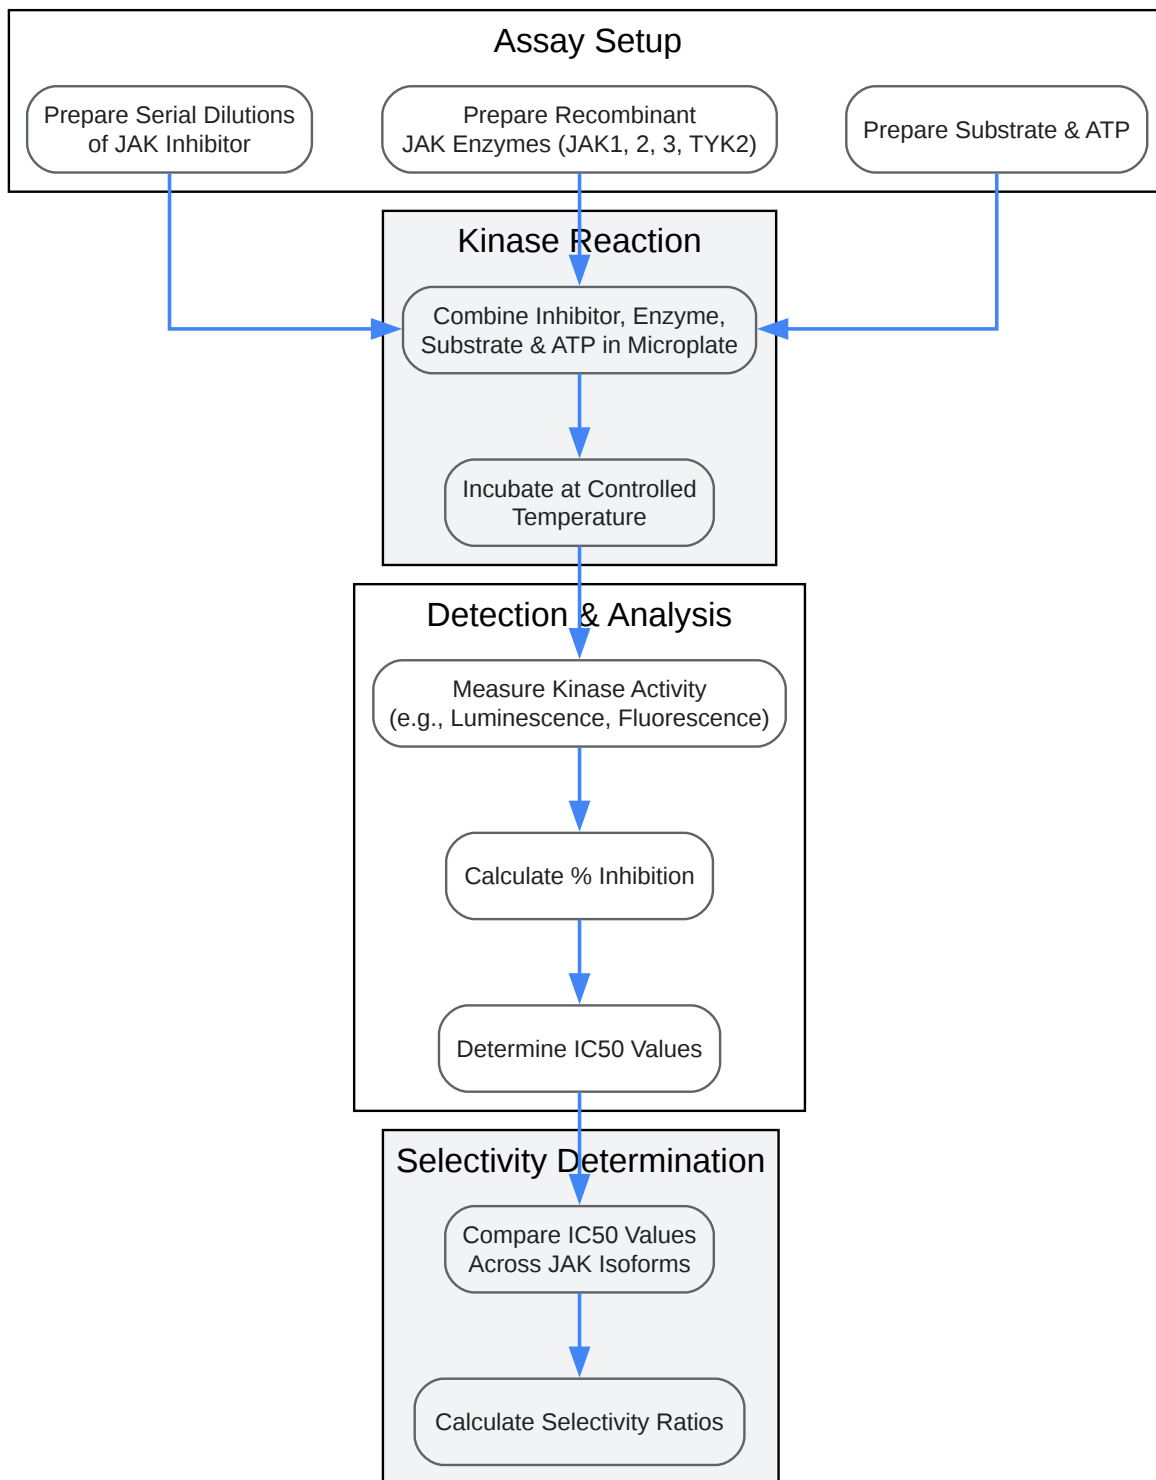 Assay Setup
Prepare Serial Dilutions
of JAK Inhibitor
Prepare Recombinant
JAK Enzymes (JAK1, 2, 3, TYK2)
Prepare Substrate & ATP
Kinase Reaction
Combine Inhibitor, Enzyme,
Substrate & ATP in Microplate
Incubate at Controlled
Temperature
Detection & Analysis
Measure Kinase Activity
(e.g., Luminescence, Fluorescence)
Calculate % Inhibition
Determine IC50 Values
Selectivity Determination
Compare IC50 Values
Across JAK Isoforms
Calculate Selectivity Ratios